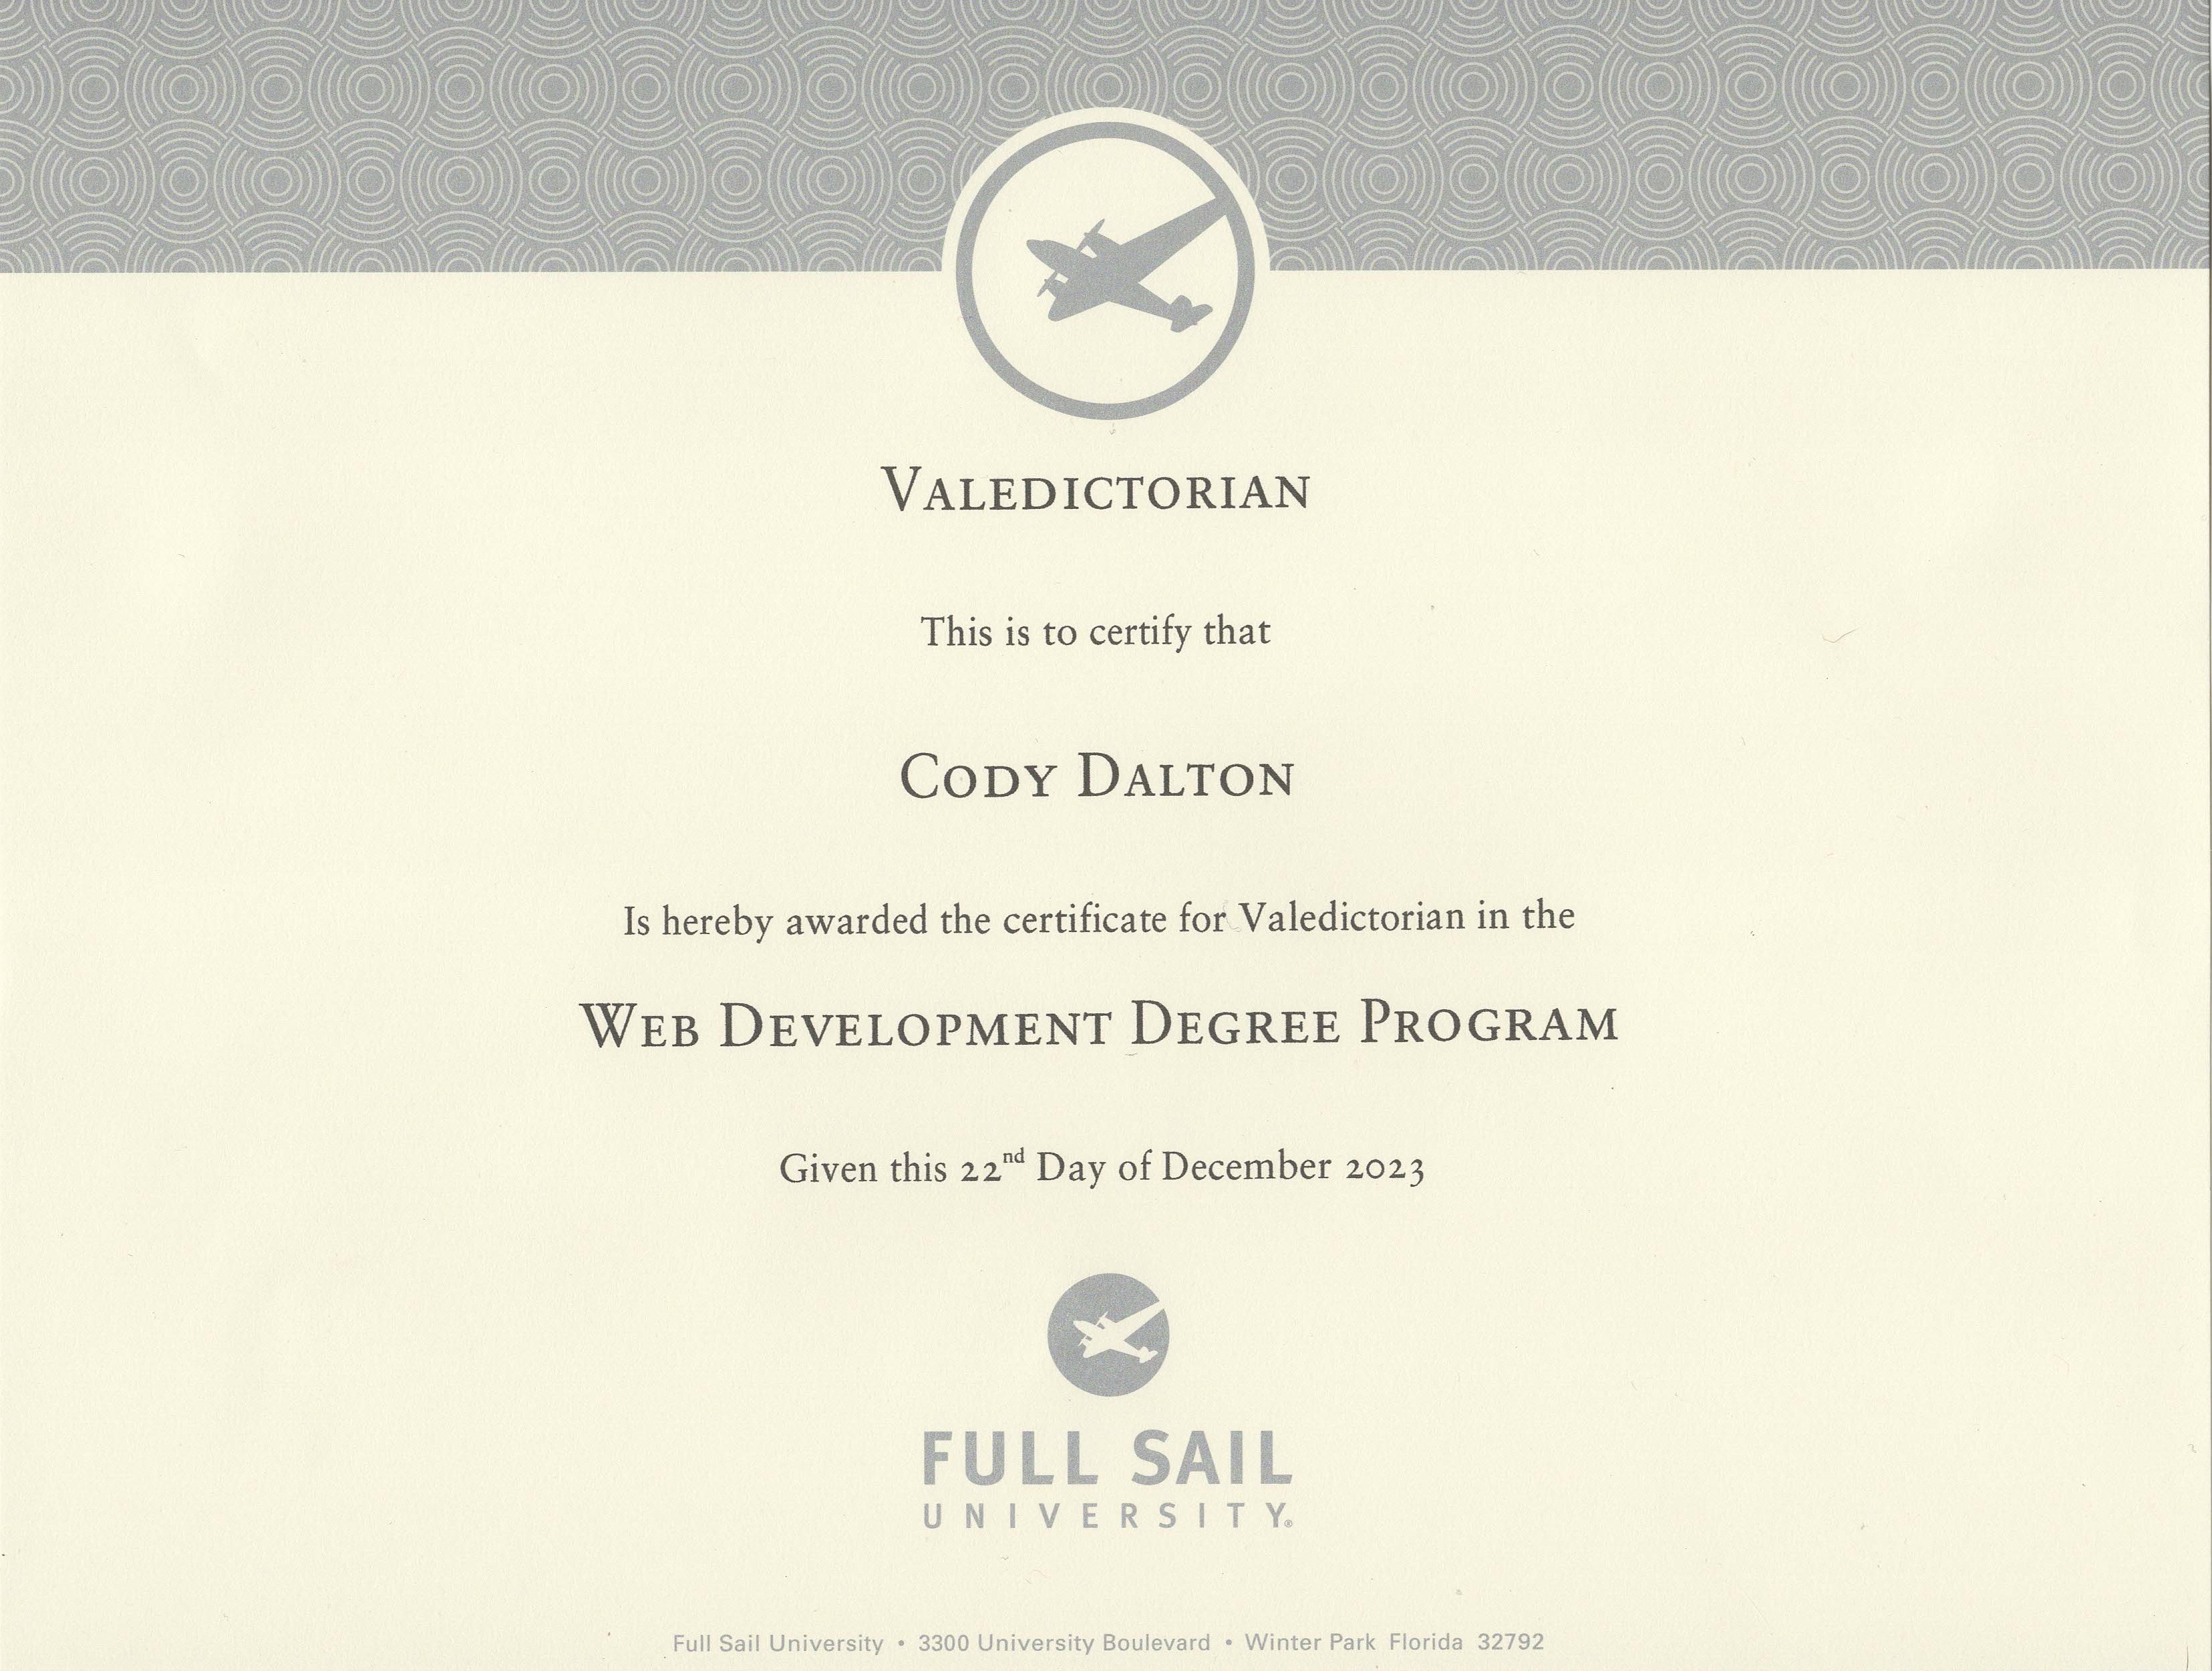 Valedictorian
This is to certify that
Cody Dalton
Is hereby awarded the certificate for Valedictorian in the
Web Development Degree Program
Given this 22nd Day of December 2023
FULL SAIL
UNIVERSITY®
Full Sail University • 3300 University Boulevard • Winter Park Florida 32792